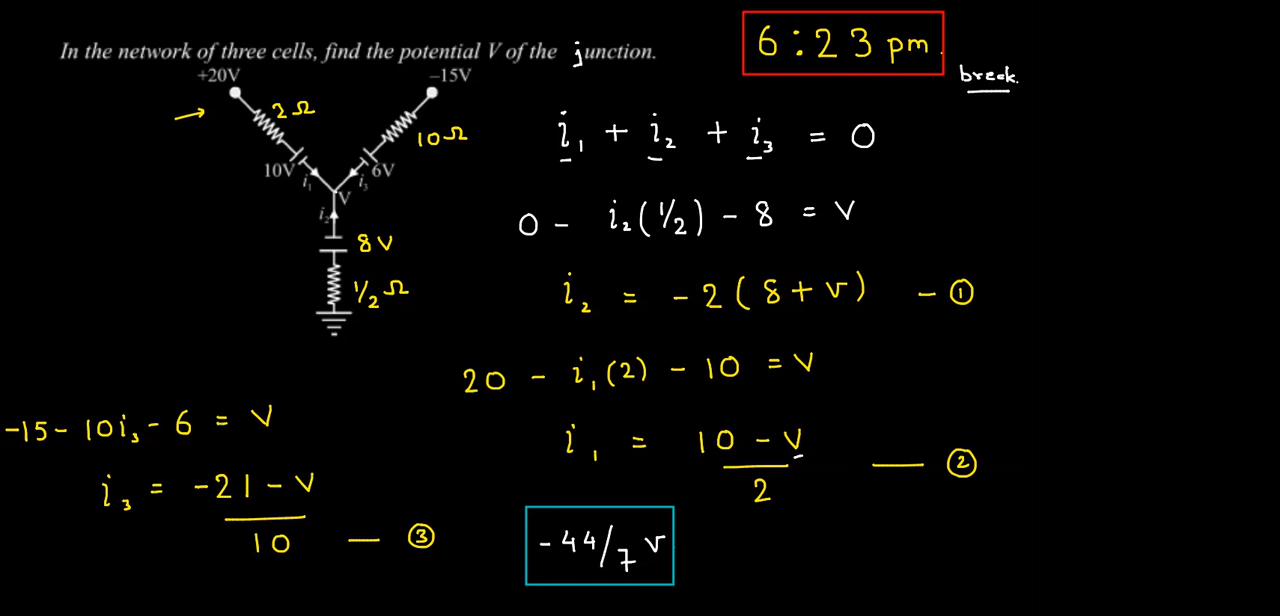 In the network of three cells, find the potential V of the junction.
6:23 pm.
break.
+20V
2Ω
10V
i₁
-15V
10Ω
6V
i₃
V
i₂
8V
1/2 Ω
i₁ + i₂ + i₃ = 0
0 - i₂(1/2) - 8 = V
i₂ = -2(8+V) - ①
20 - i₁(2) - 10 = V
i₁ = (10 - V)/2 — ②
-15 - 10i₃ - 6 = V
i₃ = (-21 - V)/10 — ③
-44/7 V